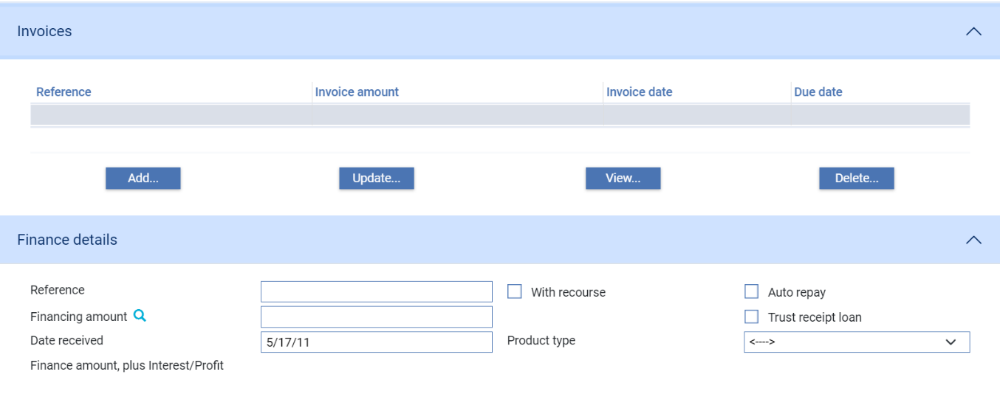 Invoices
Reference Invoice amount Invoice date Due date
Add... Update... View... Delete...
Finance details
Reference With recourse Auto repay
Financing amount Trust receipt loan
Date received 5/17/11 Product type <---->
Finance amount, plus Interest/Profit